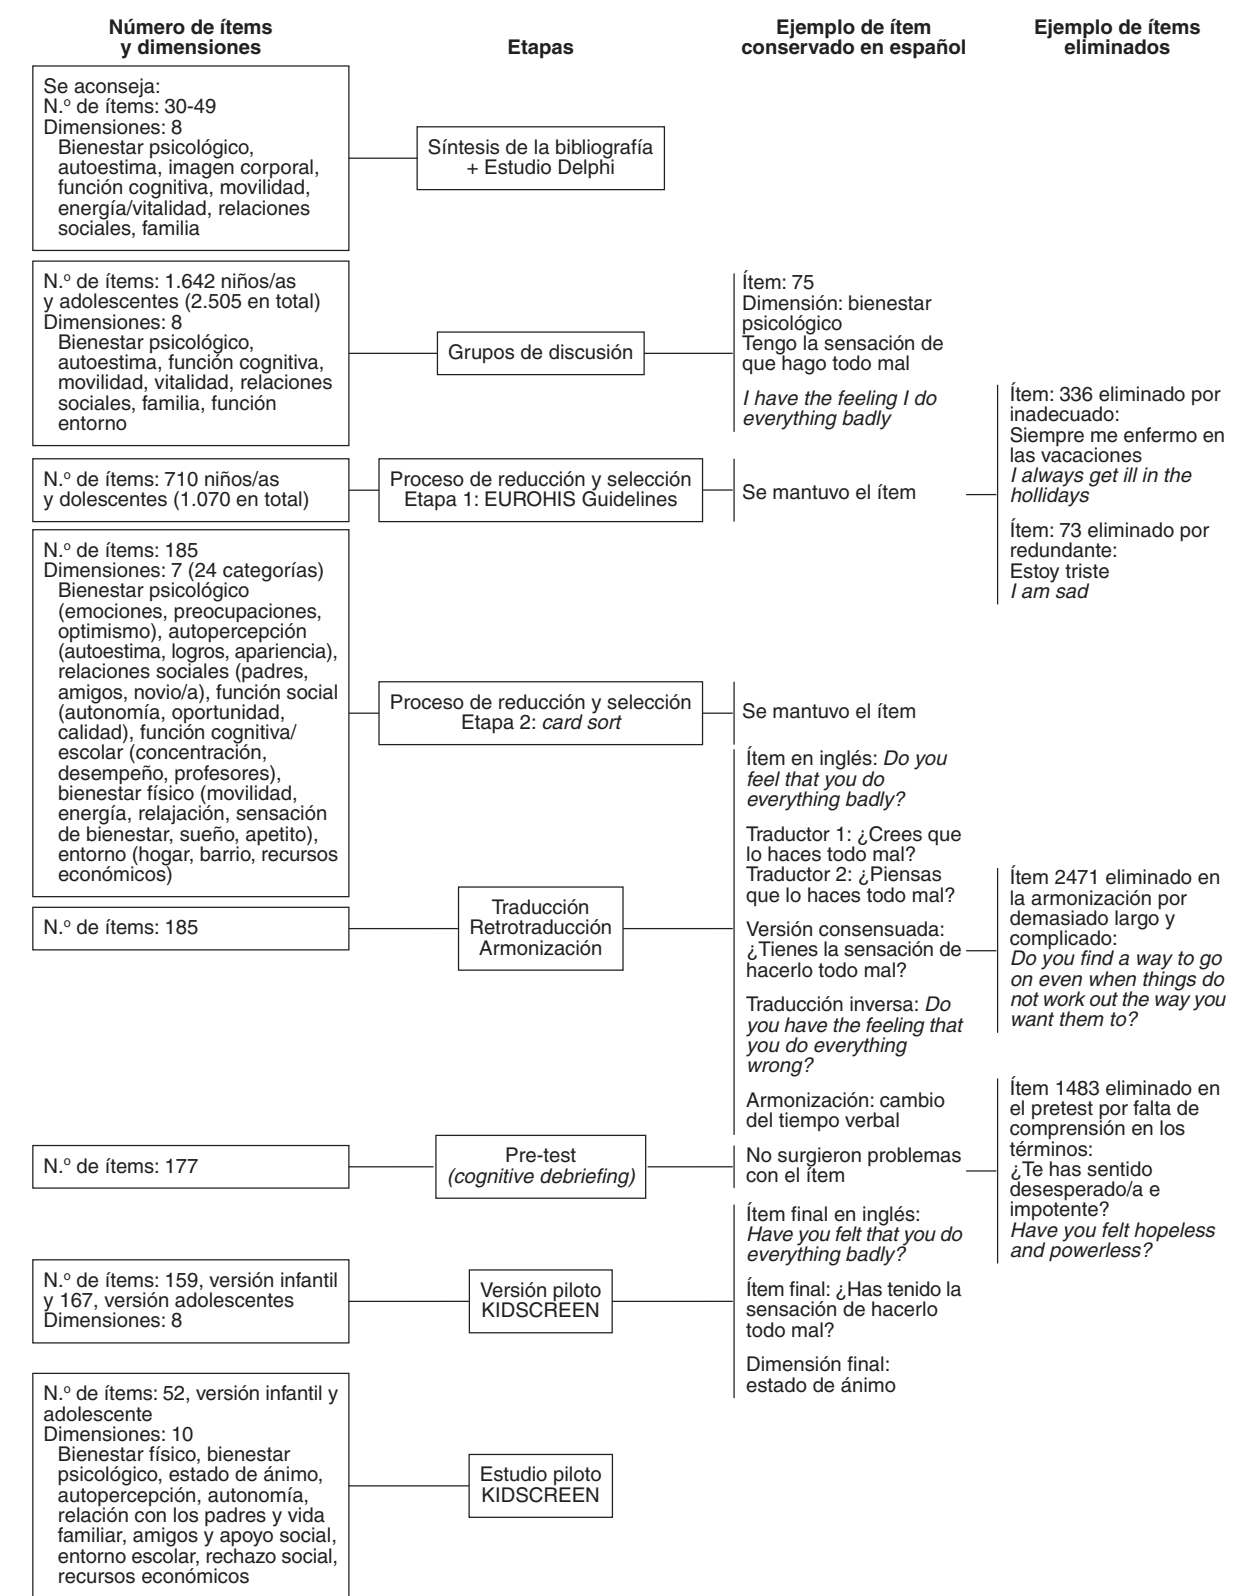 Número de ítems
y dimensiones
Etapas
Ejemplo de ítem
conservado en español
Ejemplo de ítems
eliminados
Se aconseja:
N.º de ítems: 30-49
Dimensiones: 8
Bienestar psicológico,
autoestima, imagen corporal,
función cognitiva, movilidad,
energía/vitalidad, relaciones
sociales, familia
Síntesis de la bibliografía
+ Estudio Delphi
N.º de ítems: 1.642 niños/as
y adolescentes (2.505 en total)
Dimensiones: 8
Bienestar psicológico,
autoestima, función cognitiva,
movilidad, vitalidad, relaciones
sociales, familia, función
entorno
Grupos de discusión
Ítem: 75
Dimensión: bienestar
psicológico
Tengo la sensación de
que hago todo mal
I have the feeling I do
everything badly
N.º de ítems: 710 niños/as
y dolescentes (1.070 en total)
Proceso de reducción y selección
Etapa 1: EUROHIS Guidelines
Se mantuvo el ítem
Ítem: 336 eliminado por
inadecuado:
Siempre me enfermo en
las vacaciones
I always get ill in the
hollidays
Ítem: 73 eliminado por
redundante:
Estoy triste
I am sad
N.º de ítems: 185
Dimensiones: 7 (24 categorías)
Bienestar psicológico
(emociones, preocupaciones,
optimismo), autopercepción
(autoestima, logros, apariencia),
relaciones sociales (padres,
amigos, novio/a), función social
(autonomía, oportunidad,
calidad), función cognitiva/
escolar (concentración,
desempeño, profesores),
bienestar físico (movilidad,
energía, relajación, sensación
de bienestar, sueño, apetito),
entorno (hogar, barrio, recursos
económicos)
Proceso de reducción y selección
Etapa 2: card sort
Se mantuvo el ítem
N.º de ítems: 185
Traducción
Retrotraducción
Armonización
Ítem en inglés: Do you
feel that you do
everything badly?
Traductor 1: ¿Crees que
lo haces todo mal?
Traductor 2: ¿Piensas
que lo haces todo mal?
Versión consensuada:
¿Tienes la sensación de
hacerlo todo mal?
Traducción inversa: Do
you have the feeling that
you do everything
wrong?
Armonización: cambio
del tiempo verbal
Ítem 2471 eliminado en
la armonización por
demasiado largo y
complicado:
Do you find a way to go
on even when things do
not work out the way you
want them to?
N.º de ítems: 177
Pre-test
(cognitive debriefing)
No surgieron problemas
con el ítem
Ítem 1483 eliminado en
el pretest por falta de
comprensión en los
términos:
¿Te has sentido
desesperado/a e
impotente?
Have you felt hopeless
and powerless?
N.º de ítems: 159, versión infantil
y 167, versión adolescentes
Dimensiones: 8
Versión piloto
KIDSCREEN
Ítem final en inglés:
Have you felt that you do
everything badly?
Ítem final: ¿Has tenido la
sensación de hacerlo
todo mal?
Dimensión final:
estado de ánimo
N.º de ítems: 52, versión infantil y
adolescente
Dimensiones: 10
Bienestar físico, bienestar
psicológico, estado de ánimo,
autopercepción, autonomía,
relación con los padres y vida
familiar, amigos y apoyo social,
entorno escolar, rechazo social,
recursos económicos
Estudio piloto
KIDSCREEN